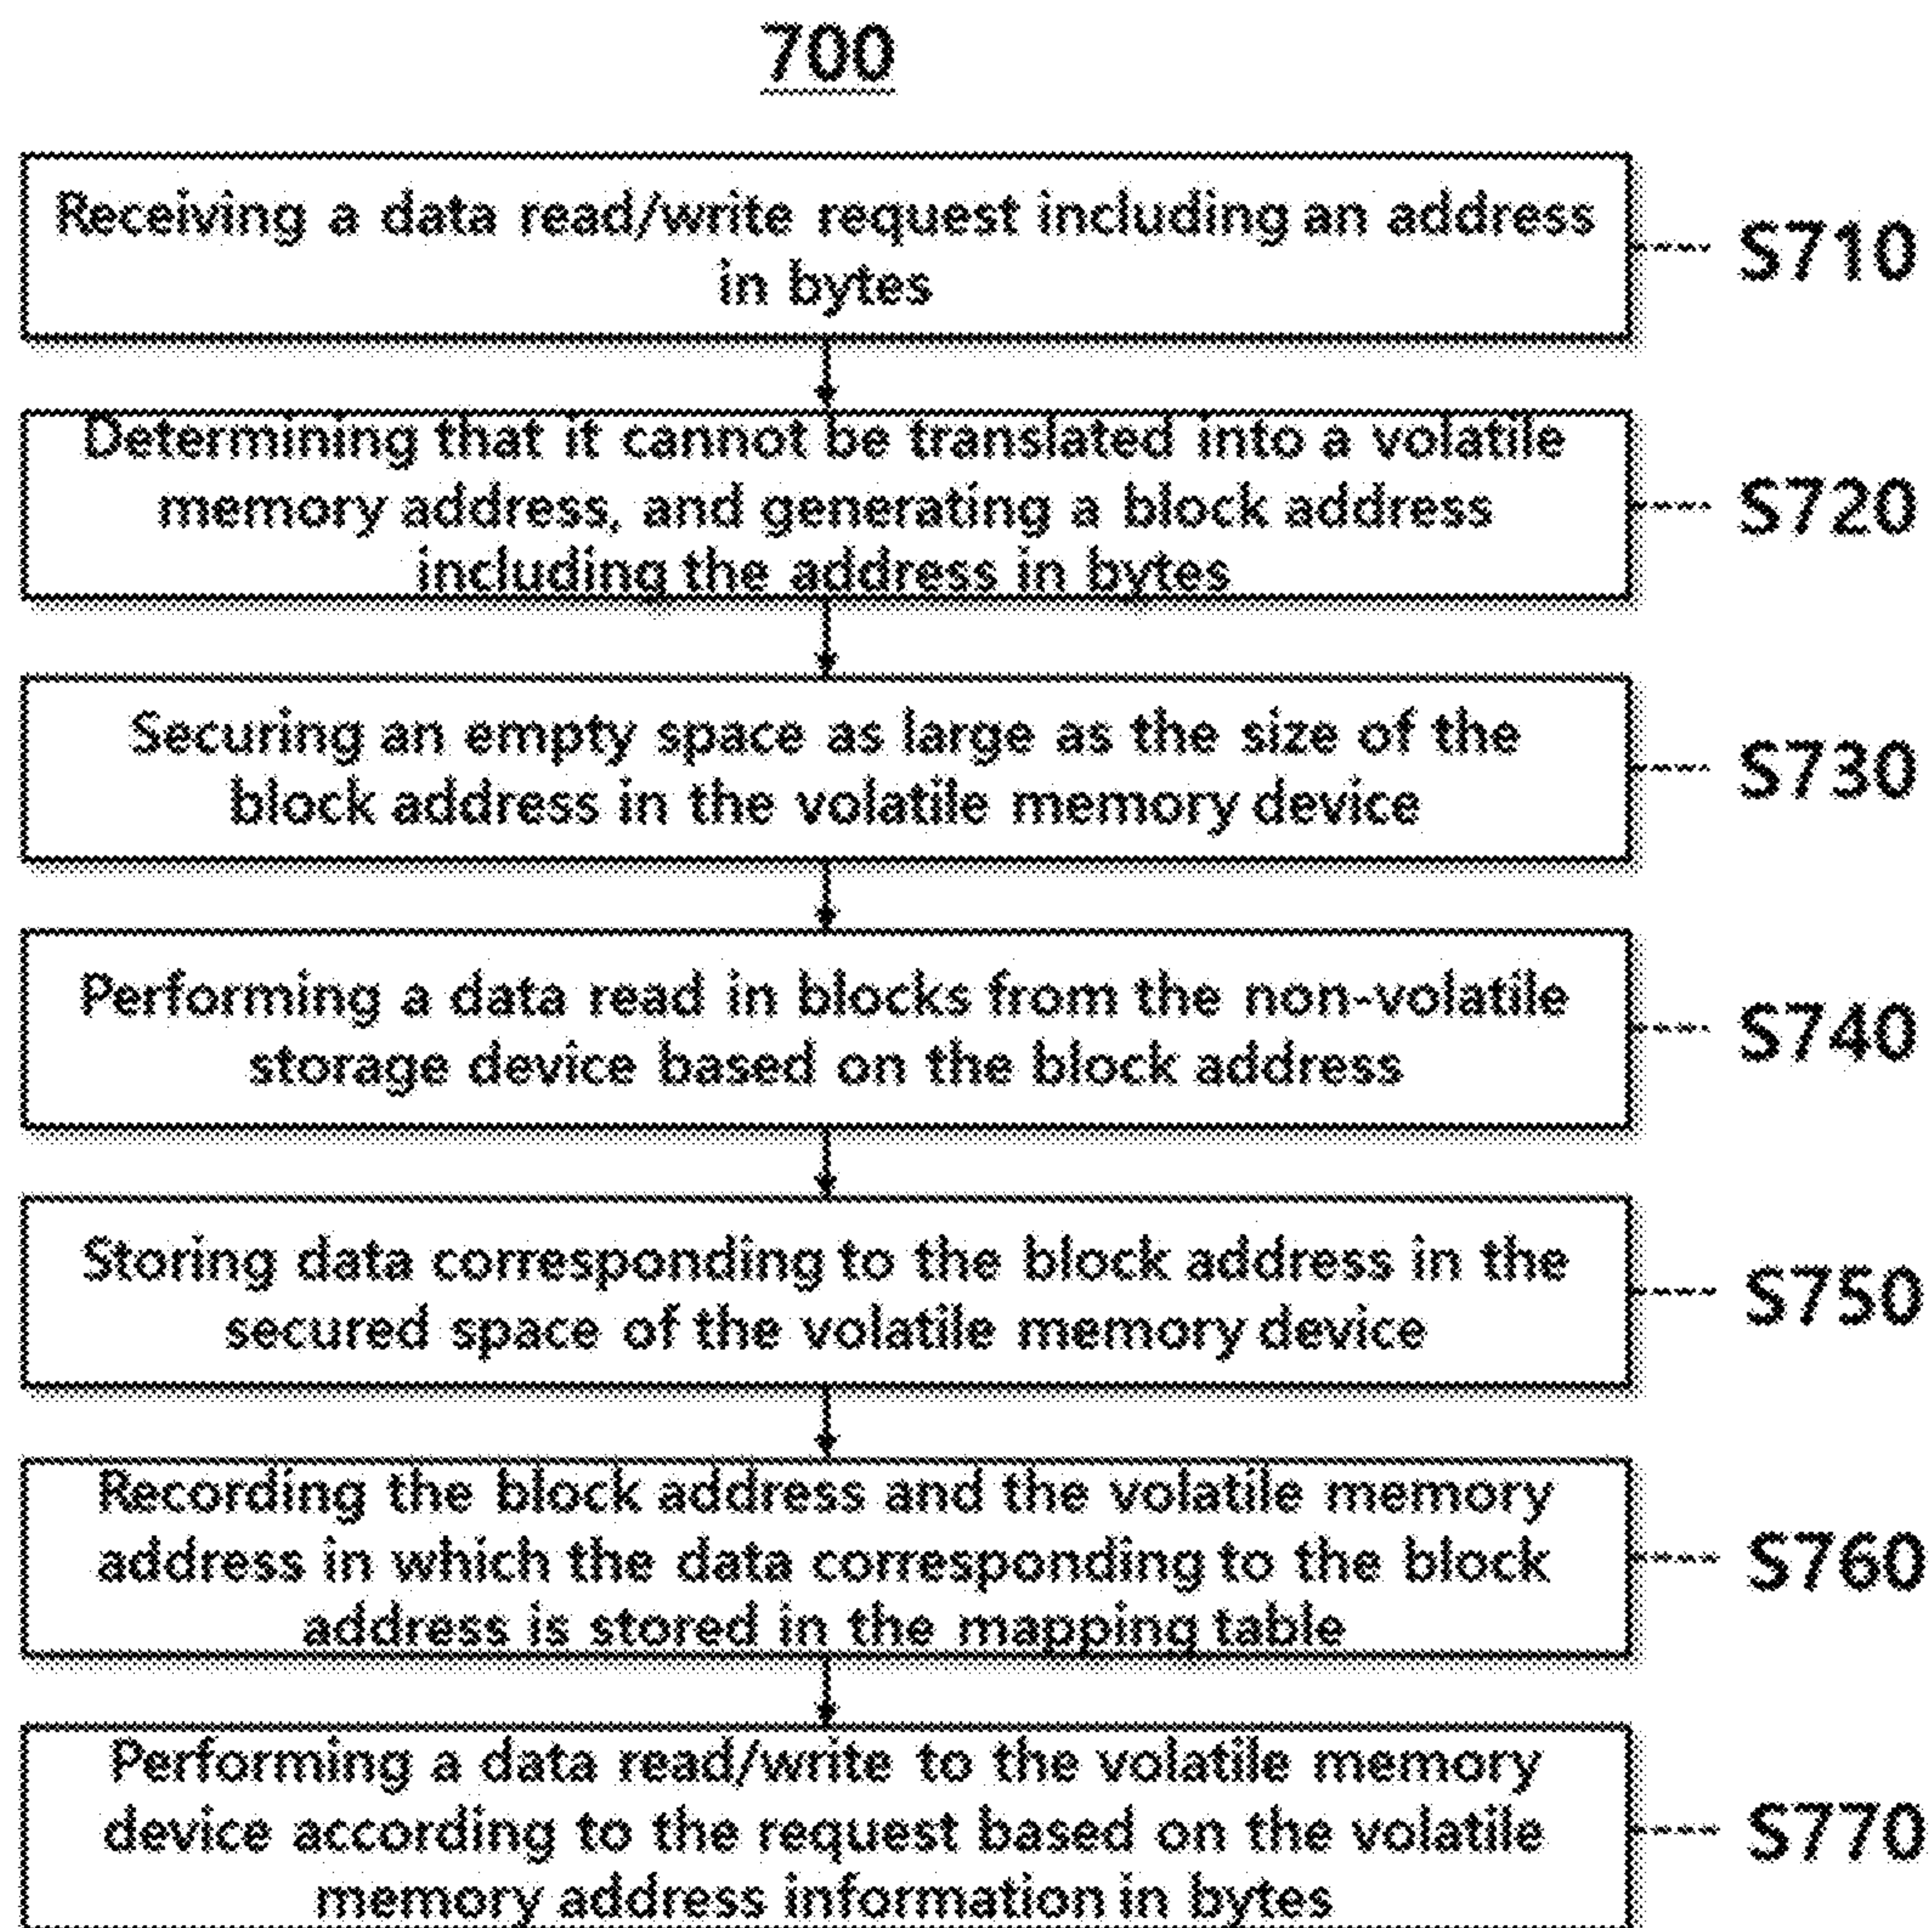 700
Receiving a data read/write request including an address
in bytes
S710
Determining that it cannot be translated into a volatile
memory address, and generating a block address
including the address in bytes
S720
Securing an empty space as large as the size of the
block address in the volatile memory device
S730
Performing a data read in blocks from the non-volatile
storage device based on the block address
S740
Storing data corresponding to the block address in the
secured space of the volatile memory device
S750
Recording the block address and the volatile memory
address in which the data corresponding to the block
address is stored in the mapping table
S760
Performing a data read/write to the volatile memory
device according to the request based on the volatile
memory address information in bytes
S770